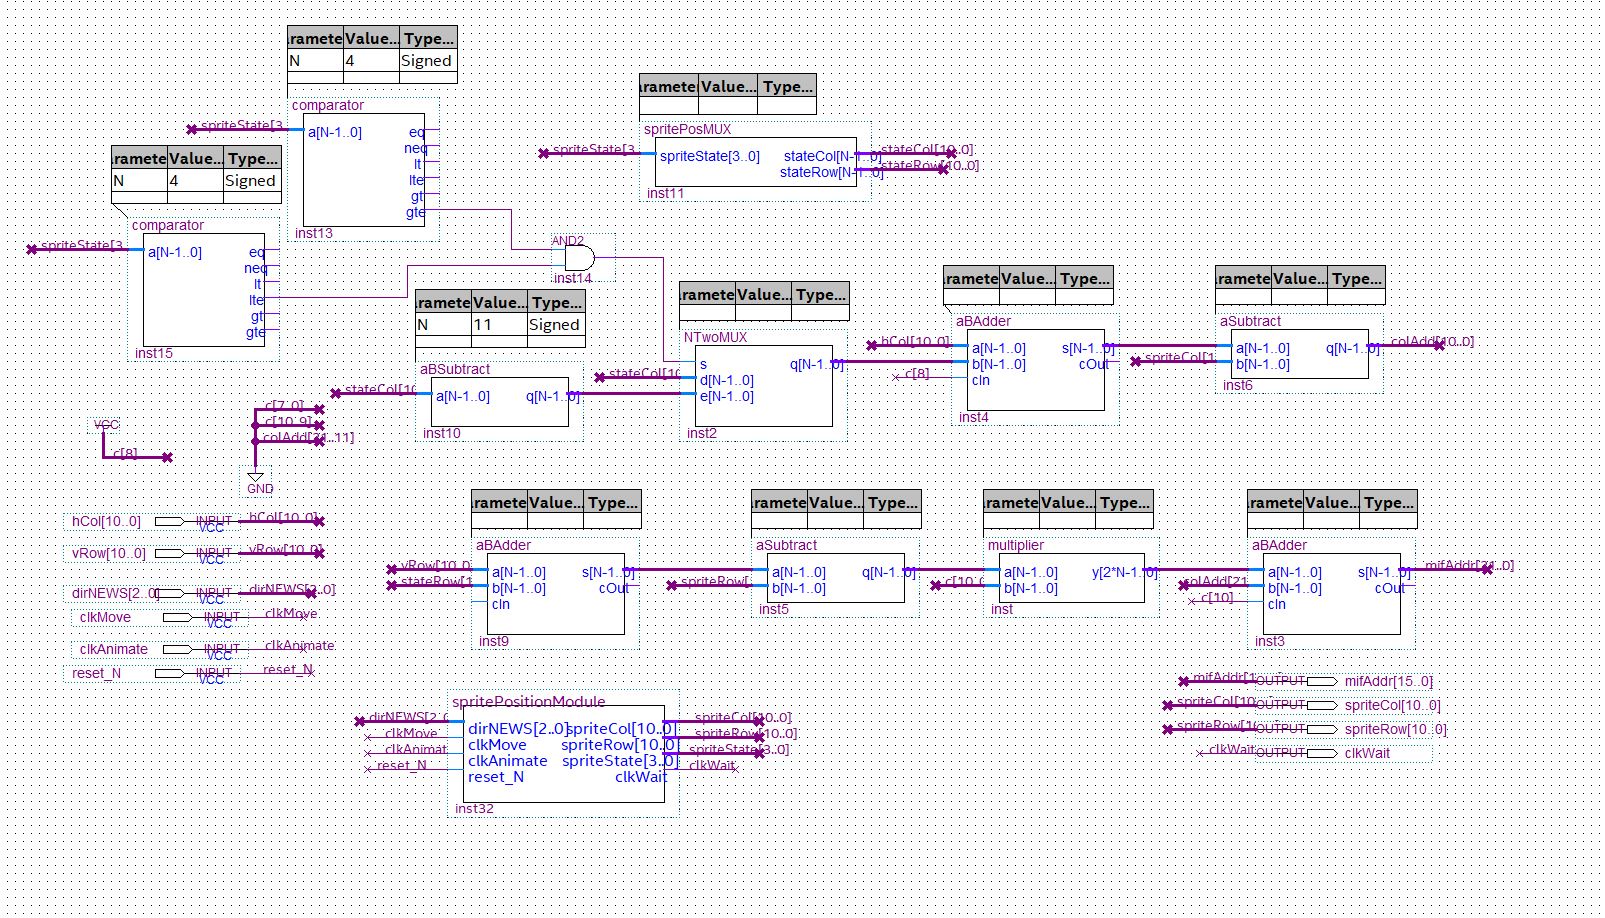 aramete Value... Type...
N 4 Signed
comparator
spriteState[3
a[N-1..0]
eq
neq
lt
lte
gt
gte
inst13
aramete Value... Type...
N 4 Signed
comparator
spriteState[3
a[N-1..0]
eq
neq
lt
lte
gt
gte
inst15
aramete Value... Type...
spritePosMUX
spriteState[3
spriteState[3..0]
stateCol[N-1..0]
stateRow[N-1..0]
stateCol[10..0]
stateRow[10..0]
inst11
AND2
inst14
aramete Value... Type...
N 11 Signed
aBSubtract
stateCol[10
a[N-1..0] q[N-1..0]
inst10
aramete Value... Type...
NTwoMUX
s
stateCol[10
d[N-1..0]
e[N-1..0]
q[N-1..0]
inst2
aramete Value... Type...
aBAdder
hCol[10..0]
c[8]
a[N-1..0] s[N-1..0]
b[N-1..0] cOut
cIn
inst4
aramete Value... Type...
aSubtract
spriteCol[1
a[N-1..0] q[N-1..0]
b[N-1..0]
colAdd[10..0]
inst6
VCC
c[8]
c[7..0]
c[10..9]
colAdd[21..11]
GND
hCol[10..0] INPUT VCC hCol[10..0]
vRow[10..0] INPUT VCC vRow[10..0]
dirNEWS[2..0] INPUT VCC dirNEWS[2..0]
clkMove INPUT VCC clkMove
clkAnimate INPUT VCC clkAnimate
reset_N INPUT VCC reset_N
aramete Value... Type...
aBAdder
vRow[10..0
stateRow[1
a[N-1..0] s[N-1..0]
b[N-1..0] cOut
cIn
inst9
aramete Value... Type...
aSubtract
spriteRow[
a[N-1..0] q[N-1..0]
b[N-1..0]
inst5
aramete Value... Type...
multiplier
c[10..0
a[N-1..0] y[2*N-1..0]
b[N-1..0]
inst
aramete Value... Type...
aBAdder
colAdd[21
c[10]
a[N-1..0] s[N-1..0]
b[N-1..0] cOut
cIn
mifAddr[21..0]
inst3
spritePositionModule
dirNEWS[2..0 dirNEWS[2..0] spriteCol[10..0] spriteCol[10..0]
clkMove clkMove spriteRow[10..0] spriteRow[10..0]
clkAnimat clkAnimate spriteState[3..0] spriteState[3..0]
reset_N reset_N clkWait clkWait
inst32
mifAddr[1 OUTPUT mifAddr[15..0]
spriteCol[10 OUTPUT spriteCol[10..0]
spriteRow[10 OUTPUT spriteRow[10..0]
clkWait OUTPUT clkWait